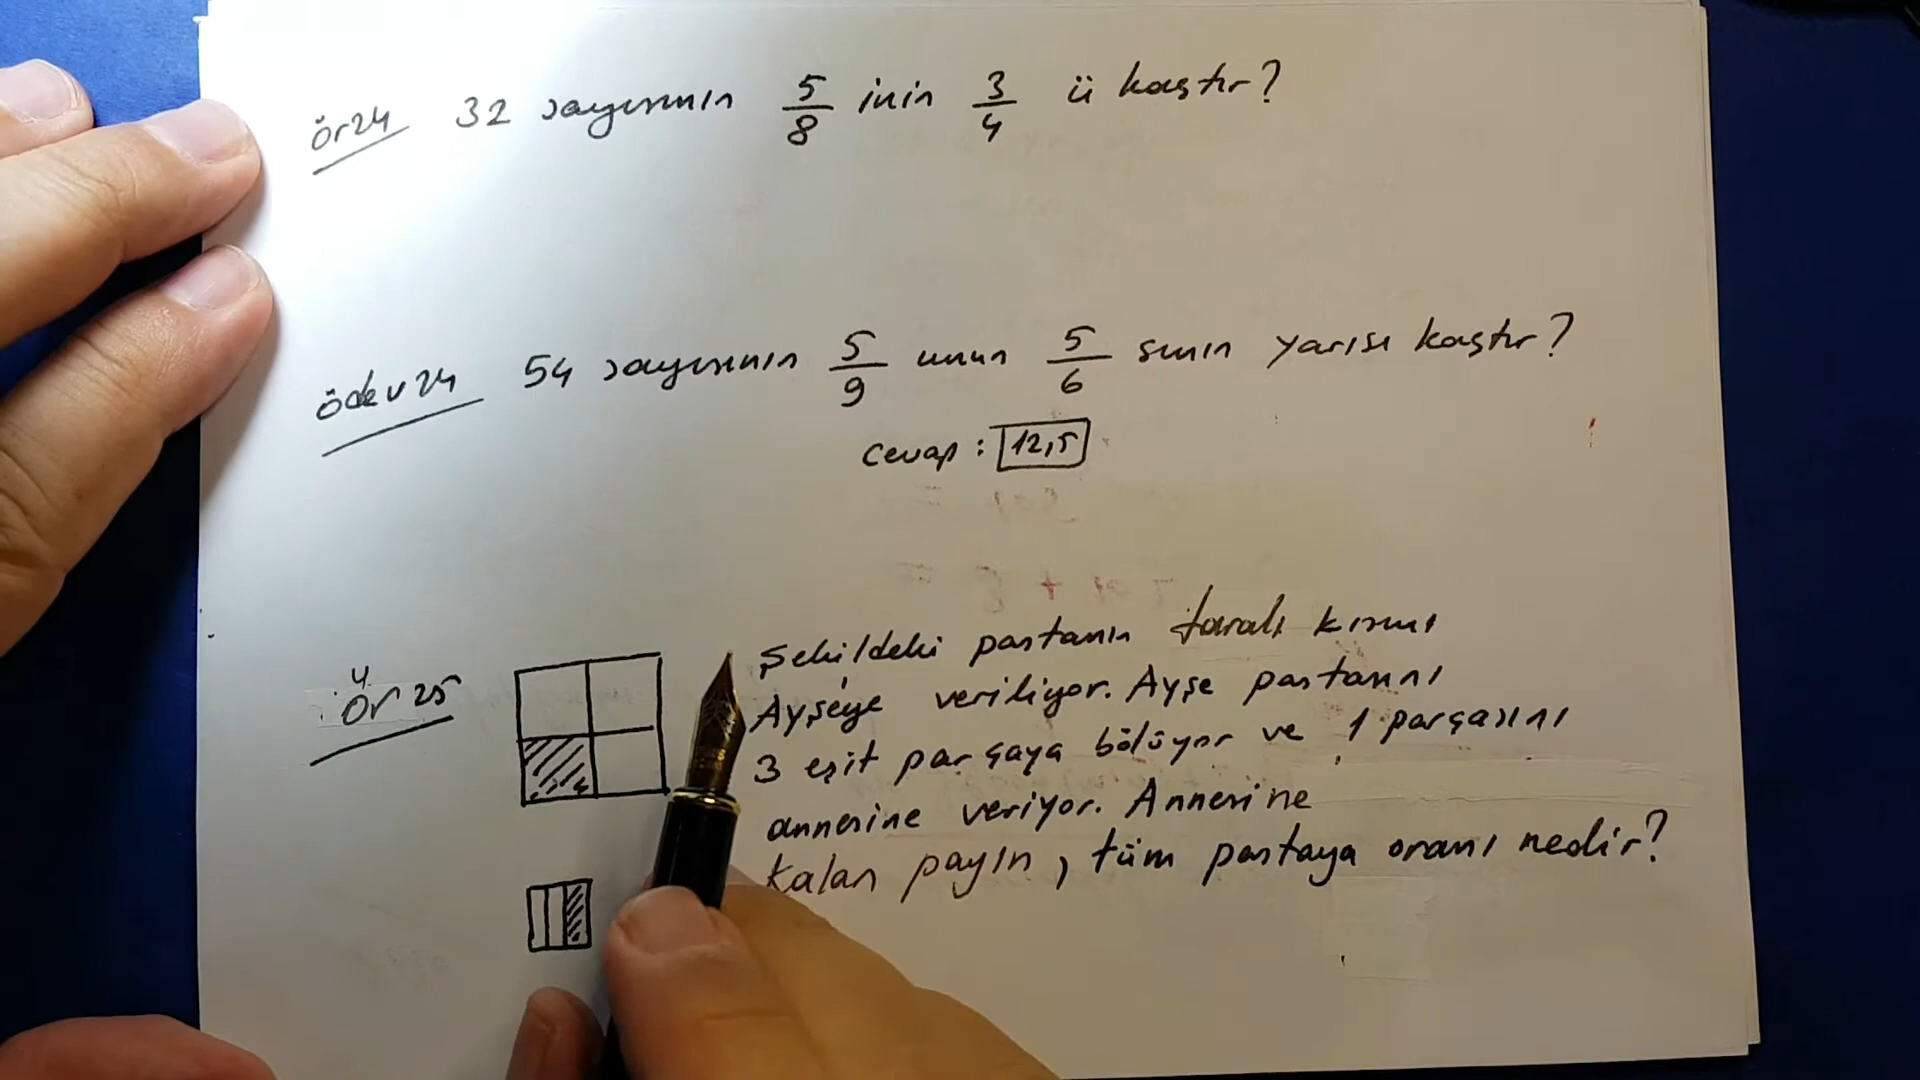 ör24 32 sayısının 5/8 inin 3/4 ü kaçtır?
ödev24 54 sayısının 5/9 unun 5/6 sının yarısı kaçtır?
cevap : 12,5
ör25
Şekildeki pastanın taralı kısmı
Ayşeye veriliyor. Ayşe pastasını
3 eşit parçaya bölüyor ve 1 parçasını
annesine veriyor. Annesine
kalan payın, tüm pastaya oranı nedir?